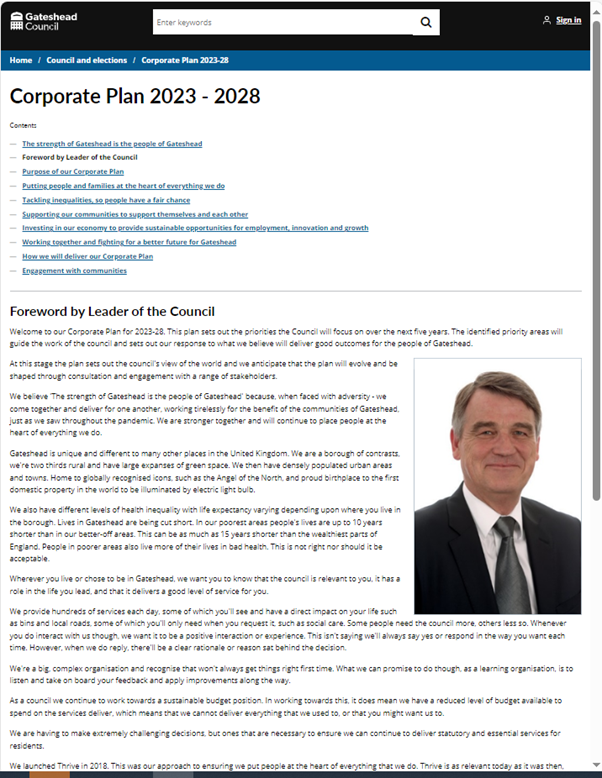 Gateshead
Council
Enter keywords
Sign in
Home / Council and elections / Corporate Plan 2023-28
Corporate Plan 2023 - 2028
Contents
— The strength of Gateshead is the people of Gateshead
— Foreword by Leader of the Council
— Purpose of our Corporate Plan
— Putting people and families at the heart of everything we do
— Tackling inequalities, so people have a fair chance
— Supporting our communities to support themselves and each other
— Investing in our economy to provide sustainable opportunities for employment, innovation and growth
— Working together and fighting for a better future for Gateshead
— How we will deliver our Corporate Plan
— Engagement with communities
Foreword by Leader of the Council
Welcome to our Corporate Plan for 2023-28. This plan sets out the priorities the Council will focus on over the next five years. The identified priority areas will
guide the work of the council and sets out our response to what we believe will deliver good outcomes for the people of Gateshead.
At this stage the plan sets out the council's view of the world and we anticipate that the plan will evolve and be
shaped through consultation and engagement with a range of stakeholders.
We believe 'The strength of Gateshead is the people of Gateshead' because, when faced with adversity - we
come together and deliver for one another, working tirelessly for the benefit of the communities of Gateshead,
just as we saw throughout the pandemic. We are stronger together and will continue to place people at the
heart of everything we do.
Gateshead is unique and different to many other places in the United Kingdom. We are a borough of contrasts,
we're two thirds rural and have large expanses of green space. We then have densely populated urban areas
and towns. Home to globally recognised icons, such as the Angel of the North, and proud birthplace to the first
domestic property in the world to be illuminated by electric light bulb.
We also have different levels of health inequality with life expectancy varying depending upon where you live in
the borough. Lives in Gateshead are being cut short. In our poorest areas people's lives are up to 10 years
shorter than in our better-off areas. This can be as much as 15 years shorter than the wealthiest parts of
England. People in poorer areas also live more of their lives in bad health. This is not right nor should it be
acceptable.
Wherever you live or chose to be in Gateshead, we want you to know that the council is relevant to you, it has a
role in the life you lead, and that it delivers a good level of service for you.
We provide hundreds of services each day, some of which you'll see and have a direct impact on your life such
as bins and local roads, some of which you'll only need when you request it, such as social care. Some people need the council more, others less so. Whenever
you do interact with us though, we want it to be a positive interaction or experience. This isn't saying we'll always say yes or respond in the way you want each
time. However, when we do reply, there'll be a clear rationale or reason sat behind the decision.
We're a big, complex organisation and recognise that won't always get things right first time. What we can promise to do though, as a learning organisation, is to
listen and take on board your feedback and apply improvements along the way.
As a council we continue to work towards a sustainable budget position. In working towards this, it does mean we have a reduced level of budget available to
spend on the services deliver, which means that we cannot deliver everything that we used to, or that you might want us to.
We are having to make extremely challenging decisions, but ones that are necessary to ensure we can continue to deliver statutory and essential services for
residents.
We launched Thrive in 2018. This was our approach to ensuring we put people at the heart of everything that we do. Thrive is as relevant today as it was then,